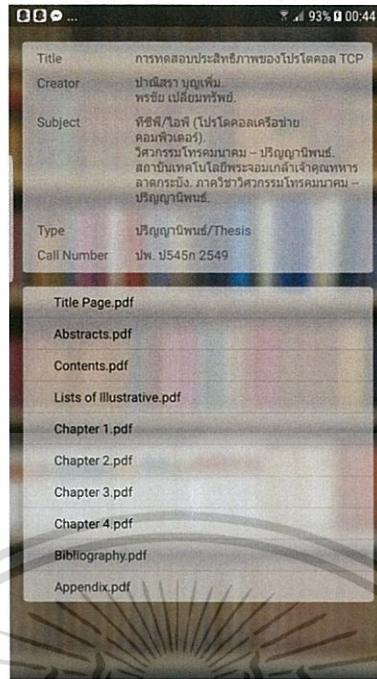 93% 00:44
Title การทดสอบประสิทธิภาพของโปรโตคอล TCP
Creator ปาณิสรา บุญเพิ่ม.
พรชัย เปลี่ยมทรัพย์.
Subject ทีซีพี/ไอพี (โปรโตคอลเครือข่าย
คอมพิวเตอร์).
วิศวกรรมโทรคมนาคม – ปริญญานิพนธ์.
สถาบันเทคโนโลยีพระจอมเกล้าเจ้าคุณทหาร
ลาดกระบัง. ภาควิชาวิศวกรรมโทรคมนาคม –
ปริญญานิพนธ์.
Type ปริญญานิพนธ์/Thesis
Call Number ปพ. ป545ก 2549
Title Page.pdf
Abstracts.pdf
Contents.pdf
Lists of Illustrative.pdf
Chapter 1.pdf
Chapter 2.pdf
Chapter 3.pdf
Chapter 4.pdf
Bibliography.pdf
Appendix.pdf